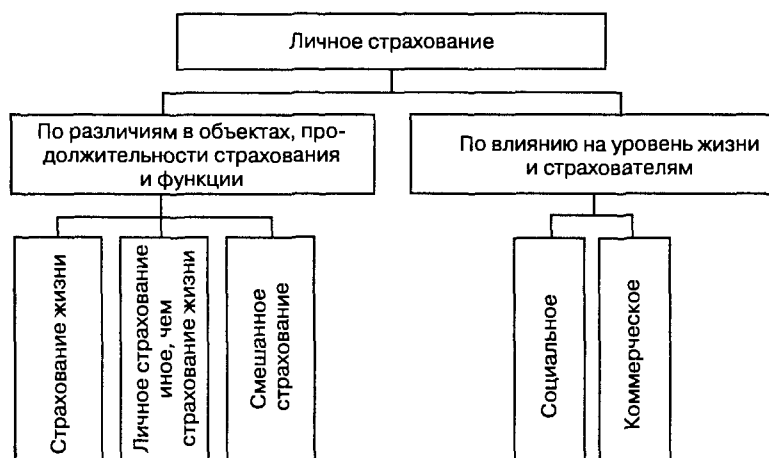 Личное страхование
По различиям в объектах, про-
должительности страхования
и функции
По влиянию на уровень жизни
и страхователям
Страхование жизни
Личное страхование
иное, чем
страхование жизни
Смешанное
страхование
Социальное
Коммерческое